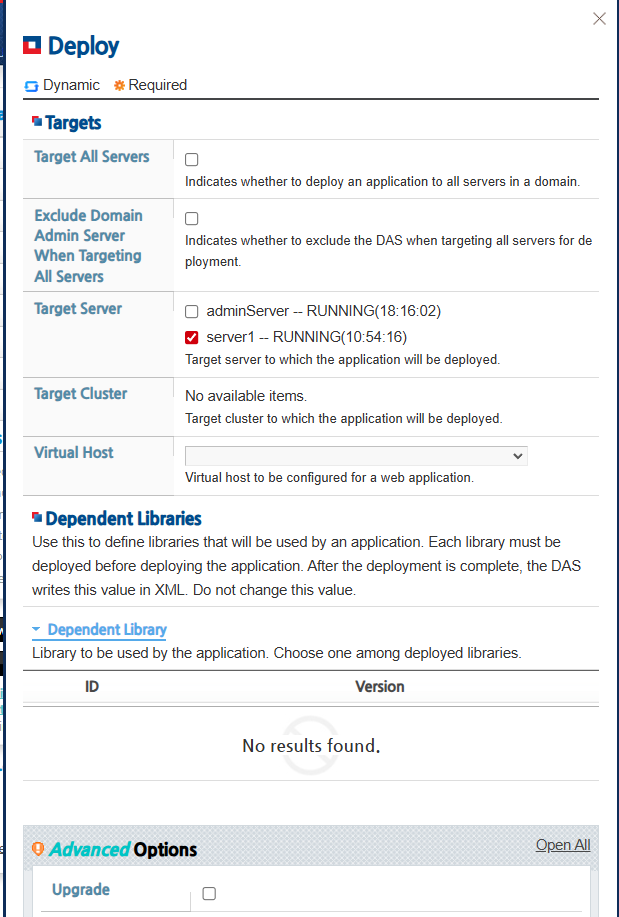 Deploy
Dynamic Required
Targets
Target All Servers
Indicates whether to deploy an application to all servers in a domain.
Exclude Domain
Admin Server
When Targeting
All Servers
Indicates whether to exclude the DAS when targeting all servers for de
ployment.
Target Server
adminServer -- RUNNING(18:16:02)
server1 -- RUNNING(10:54:16)
Target server to which the application will be deployed.
Target Cluster
No available items.
Target cluster to which the application will be deployed.
Virtual Host
Virtual host to be configured for a web application.
Dependent Libraries
Use this to define libraries that will be used by an application. Each library must be
deployed before deploying the application. After the deployment is complete, the DAS
writes this value in XML. Do not change this value.
Dependent Library
Library to be used by the application. Choose one among deployed libraries.
ID Version
No results found.
Advanced Options Open All
Upgrade